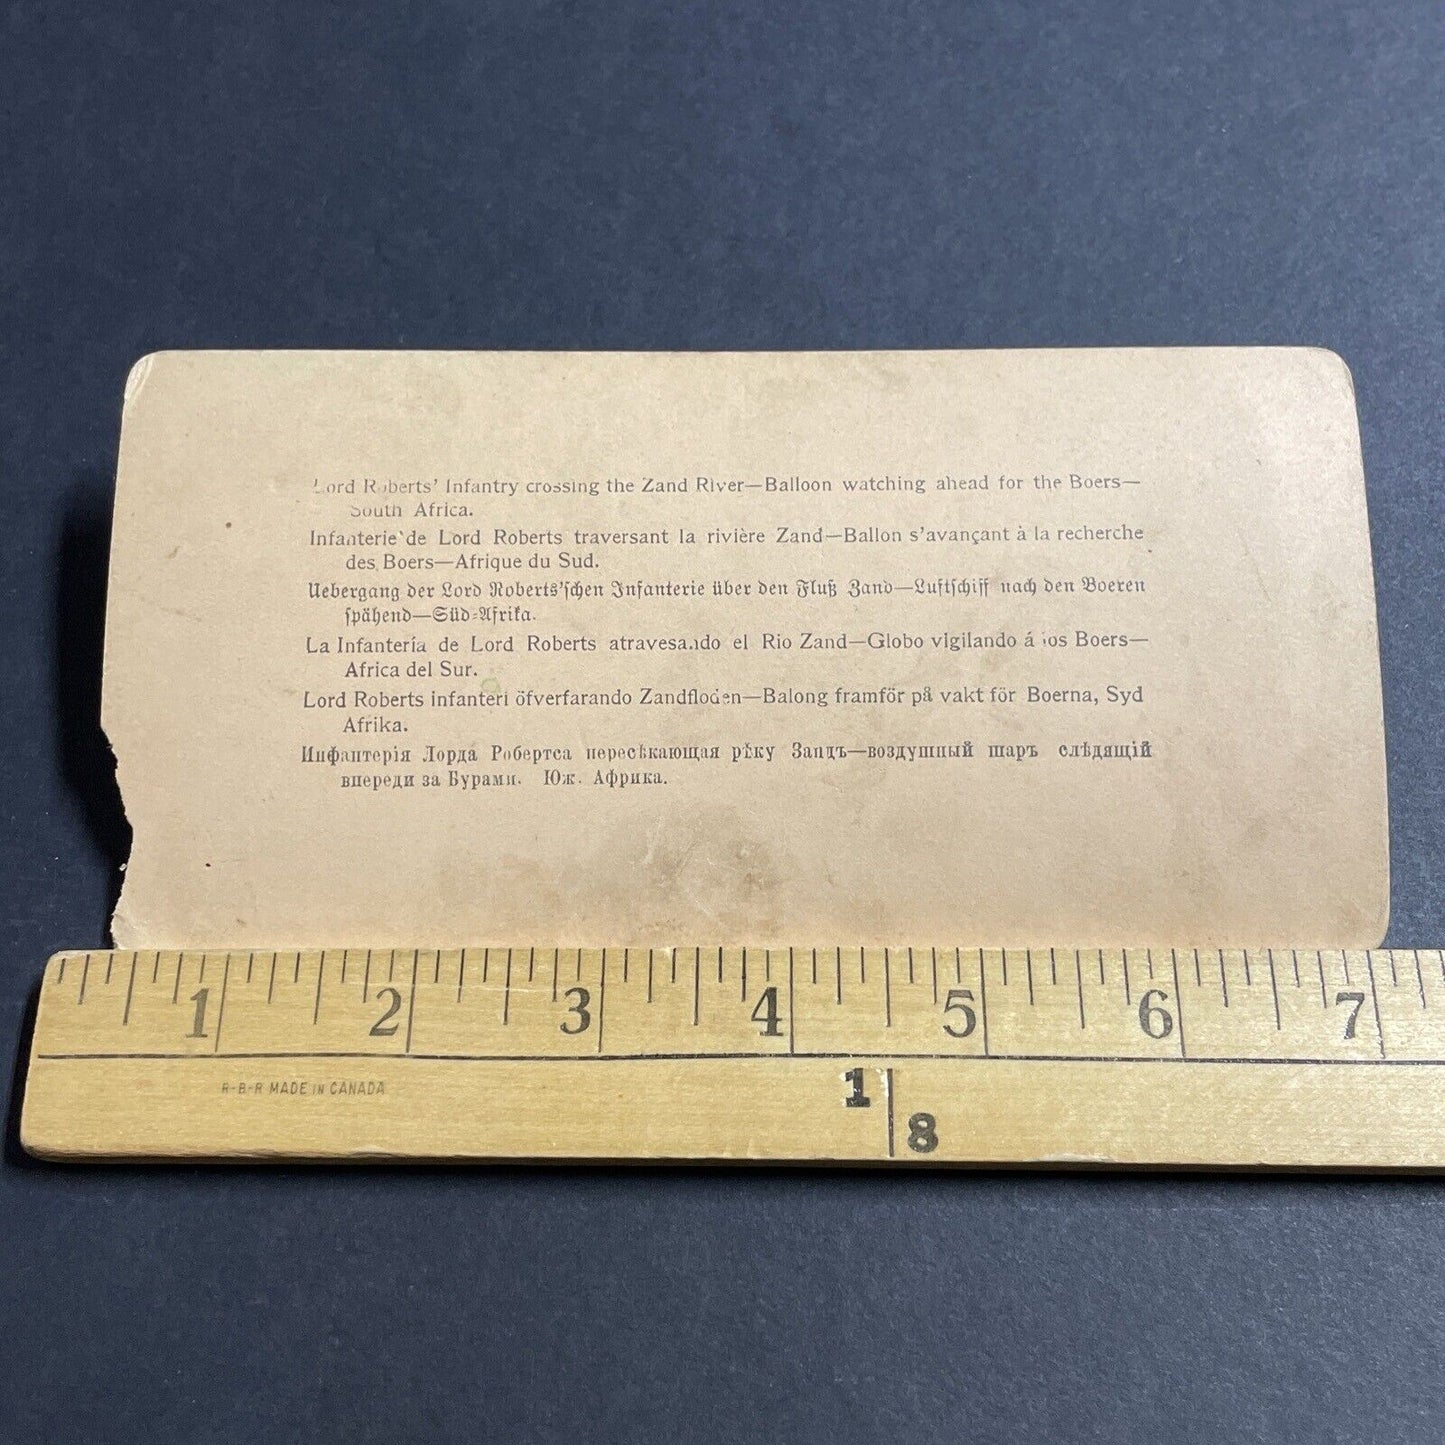 Lord Roberts' Infantry crossing the Zand River—Balloon watching ahead for the Boers—
South Africa.
Infanterie de Lord Roberts traversant la rivière Zand—Ballon s'avançant à la recherche
des Boers—Afrique du Sud.
Uebergang der Lord Roberts'schen Infanterie über den Fluß Zand—Luftschiff nach den Boeren
spähend—Süd-Afrika.
La Infantería de Lord Roberts atravesando el Rio Zand—Globo vigilando á los Boers—
Africa del Sur.
Lord Roberts infanteri öfverfarando Zandfloden—Balong framför på vakt för Boerna, Syd
Afrika.
Инфантерія Лорда Робертса пересѣкающая рѣку Зандъ—воздушный шаръ слѣдящій
впереди за Бурами. Юж. Африка.
1 2 3 4 5 6 7
R-B-R MADE IN CANADA
1
8